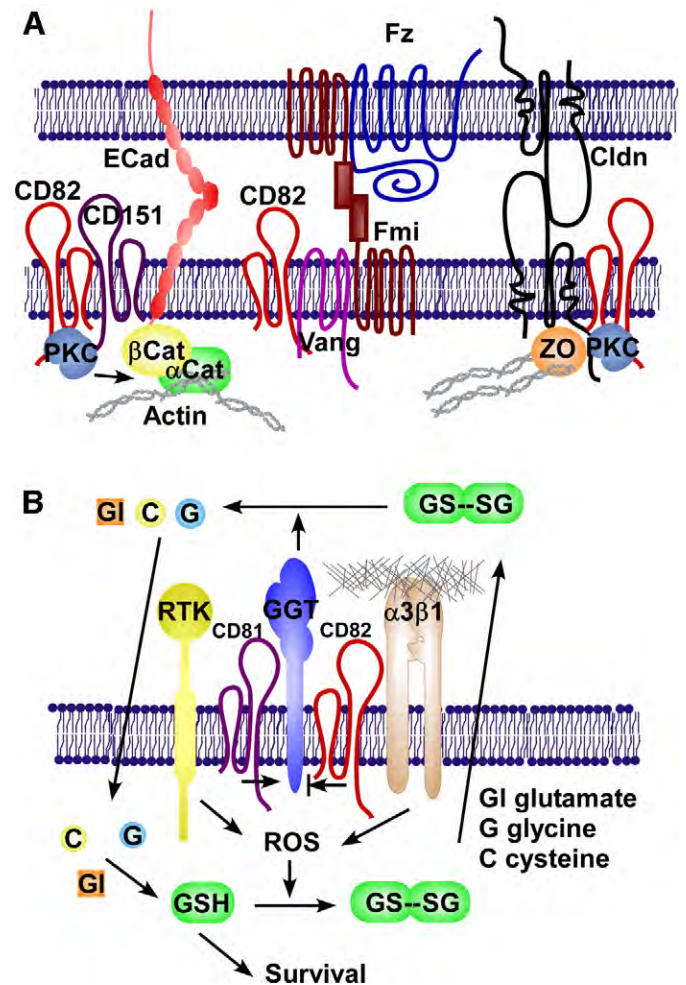 A
Fz
ECad
Cldn
CD82
CD151
CD82
Fmi
PKC
βCat
αCat
Vang
ZO
PKC
Actin
B
Gl C G
GS--SG
RTK
GGT
α3β1
CD81
CD82
Gl glutamate
G glycine
C cysteine
C G
Gl
ROS
GSH
GS--SG
Survival